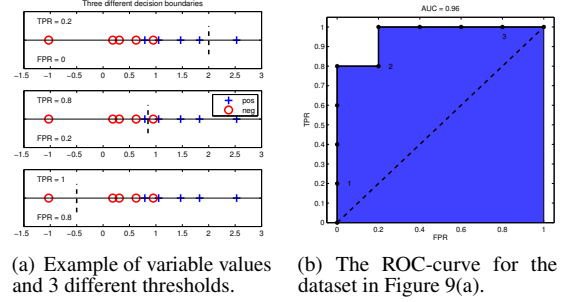 Three different decision boundaries
TPR = 0.2
FPR = 0
−1.5 −1 −0.5 0 0.5 1 1.5 2 2.5 3
TPR = 0.8
FPR = 0.2
pos
neg
−1.5 −1 −0.5 0 0.5 1 1.5 2 2.5 3
TPR = 1
FPR = 0.8
−1.5 −1 −0.5 0 0.5 1 1.5 2 2.5 3
(a) Example of variable values
and 3 different thresholds.
AUC = 0.96
TPR
1
0.9
0.8
0.7
0.6
0.5
0.4
0.3
0.2
0.1
0
1
2
3
0 0.2 0.4 0.6 0.8 1
FPR
(b) The ROC-curve for the
dataset in Figure 9(a).